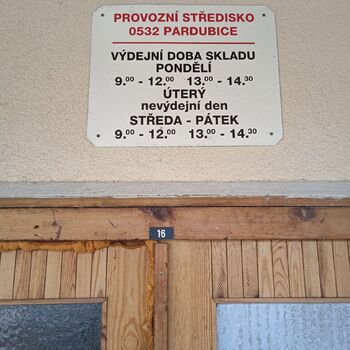 PROVOZNÍ STŘEDISKO
0532 PARDUBICE
VÝDEJNÍ DOBA SKLADU
PONDĚLÍ
9.00 - 12.00 13.00 - 14.30
ÚTERÝ
nevýdejní den
STŘEDA - PÁTEK
9.00 - 12.00 13.00 - 14.30
16